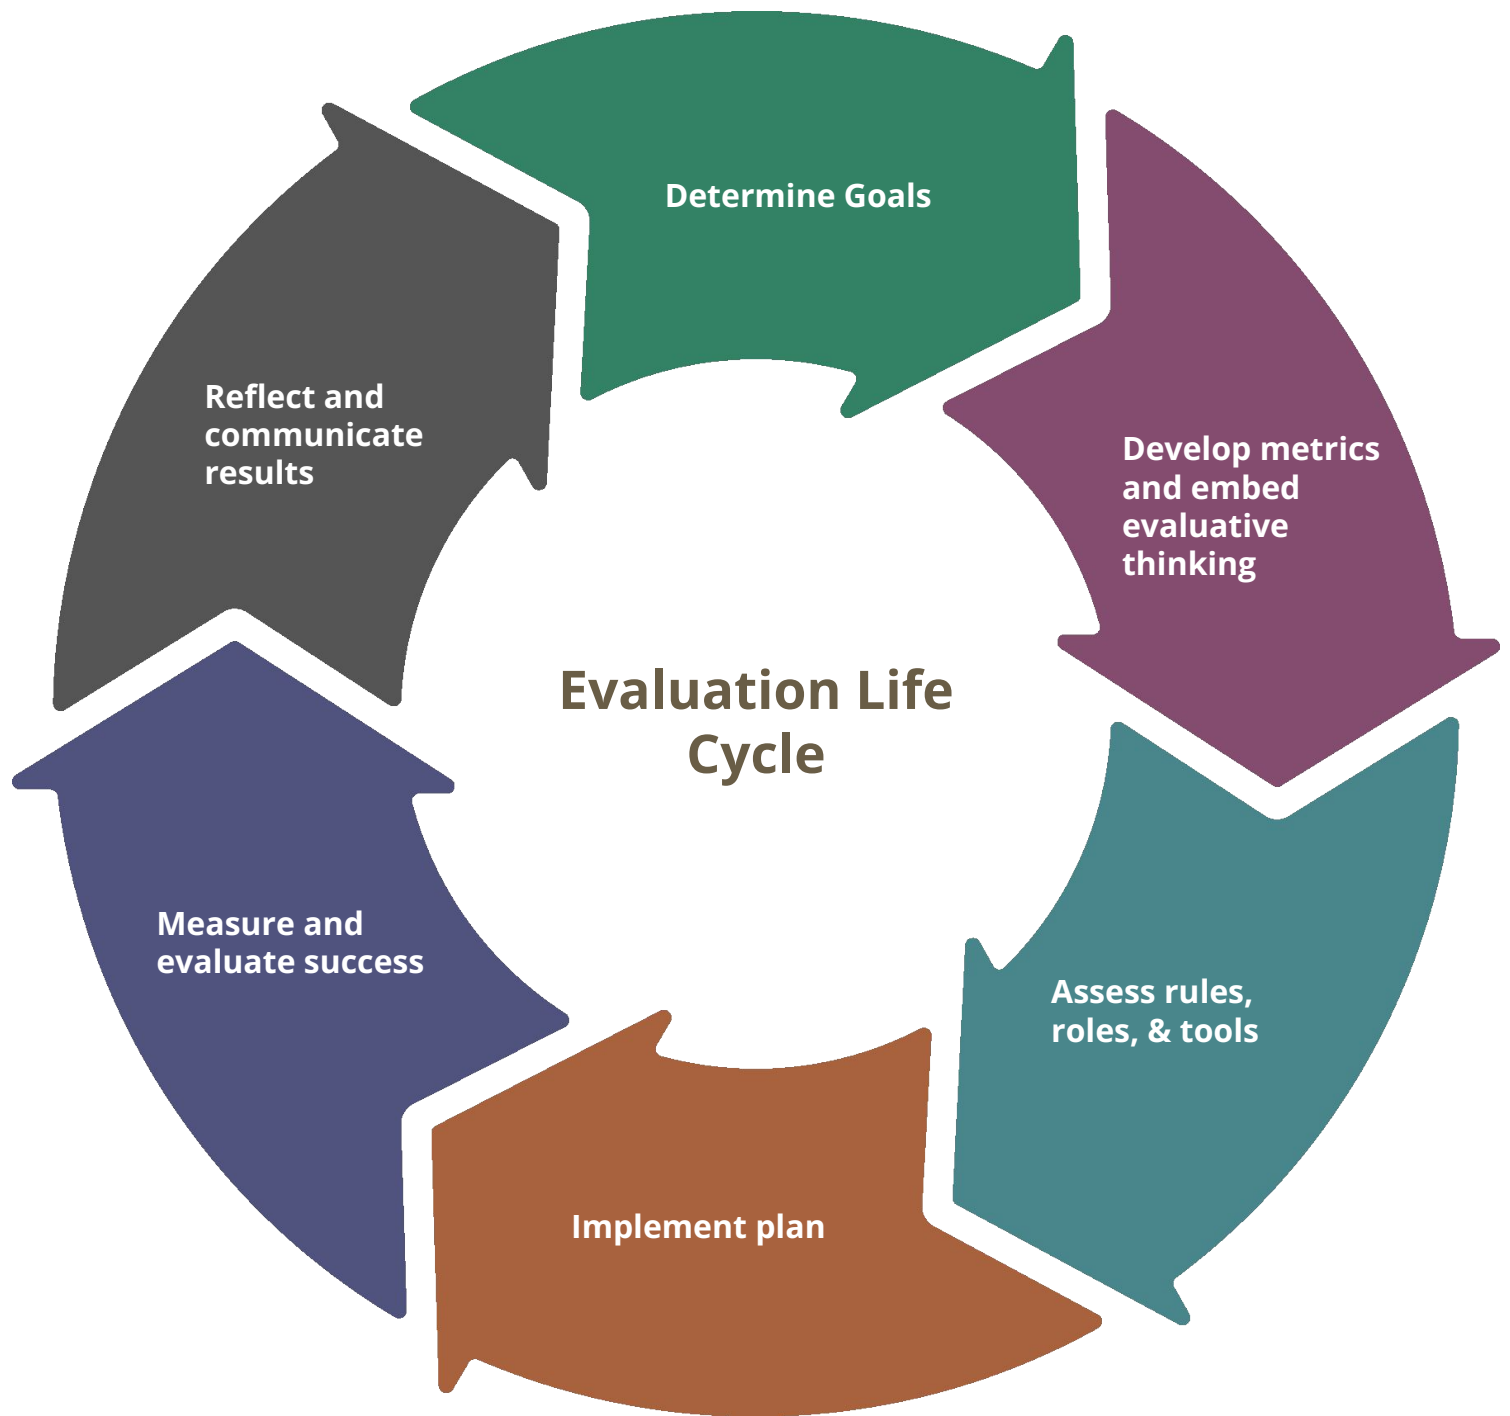 Determine Goals
Develop metrics
and embed
evaluative
thinking
Assess rules,
roles, & tools
Implement plan
Measure and
evaluate success
Reflect and
communicate
results
Evaluation Life
Cycle